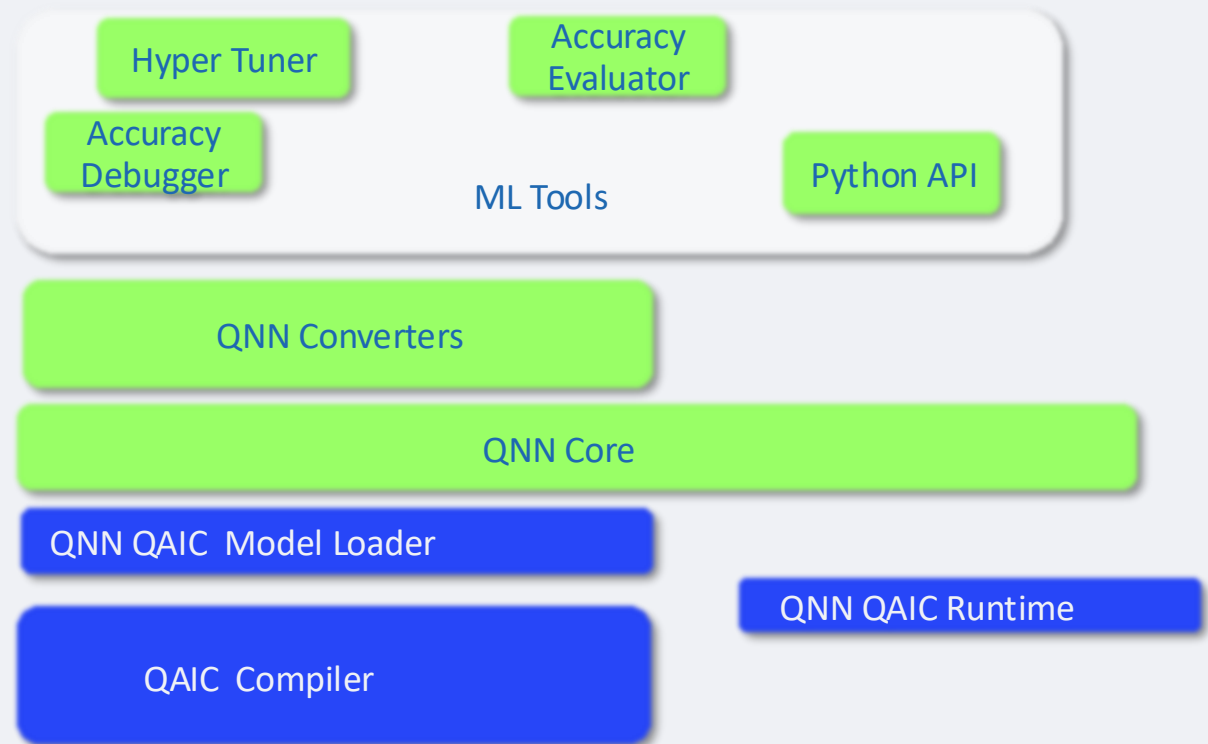 Hyper Tuner
Accuracy
Evaluator
Accuracy
Debugger
ML Tools
Python API
QNN Converters
QNN Core
QNN QAIC  Model Loader
QNN QAIC Runtime
QAIC  Compiler